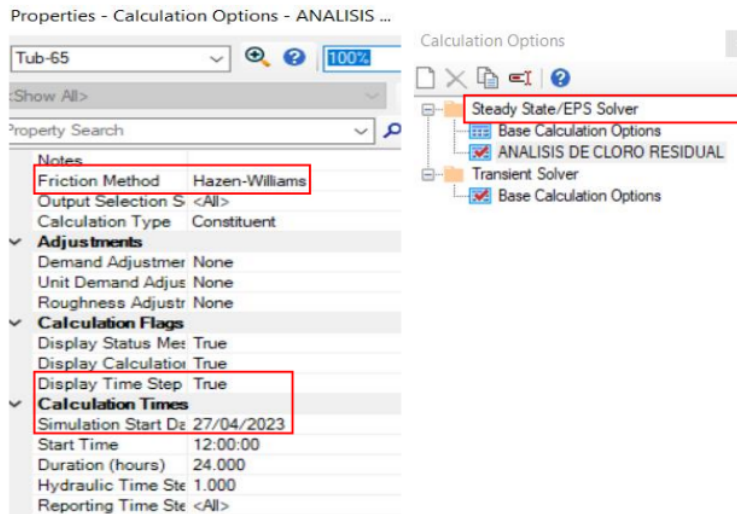 Properties - Calculation Options - ANALISIS ...
Tub-65
100%
<Show All>
Property Search
Notes
Friction Method Hazen-Williams
Output Selection S <All>
Calculation Type Constituent
Adjustments
Demand Adjustmer None
Unit Demand Adjus None
Roughness Adjustr None
Calculation Flags
Display Status Mes True
Display Calculatior True
Display Time Step True
Calculation Times
Simulation Start Da 27/04/2023
Start Time 12:00:00
Duration (hours) 24.000
Hydraulic Time Ste 1.000
Reporting Time Ste <All>
Calculation Options
Steady State/EPS Solver
Base Calculation Options
ANALISIS DE CLORO RESIDUAL
Transient Solver
Base Calculation Options